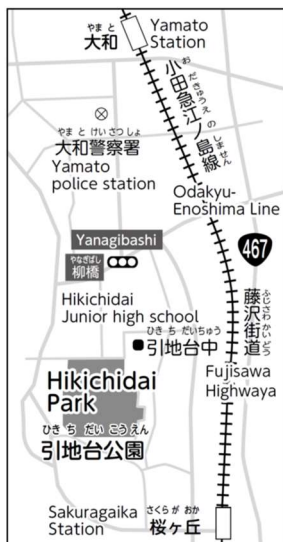 やまと
大和
Yamato
Station
おだきゅうえのしません
小田急江ノ島線
やまとけいさつしょ
大和警察署
Yamato
police station
Odakyu-
Enoshima Line
Yanagibashi
やなぎばし
柳橋
467
ふじさわかいどう
藤沢街道
Hikichidai
Junior high school
ひきちだいちゅう
引地台中
Fujisawa
Highwaya
Hikichidai
Park
ひきちだいこうえん
引地台公園
Sakuragaika
Station
さくらがおか
桜ヶ丘